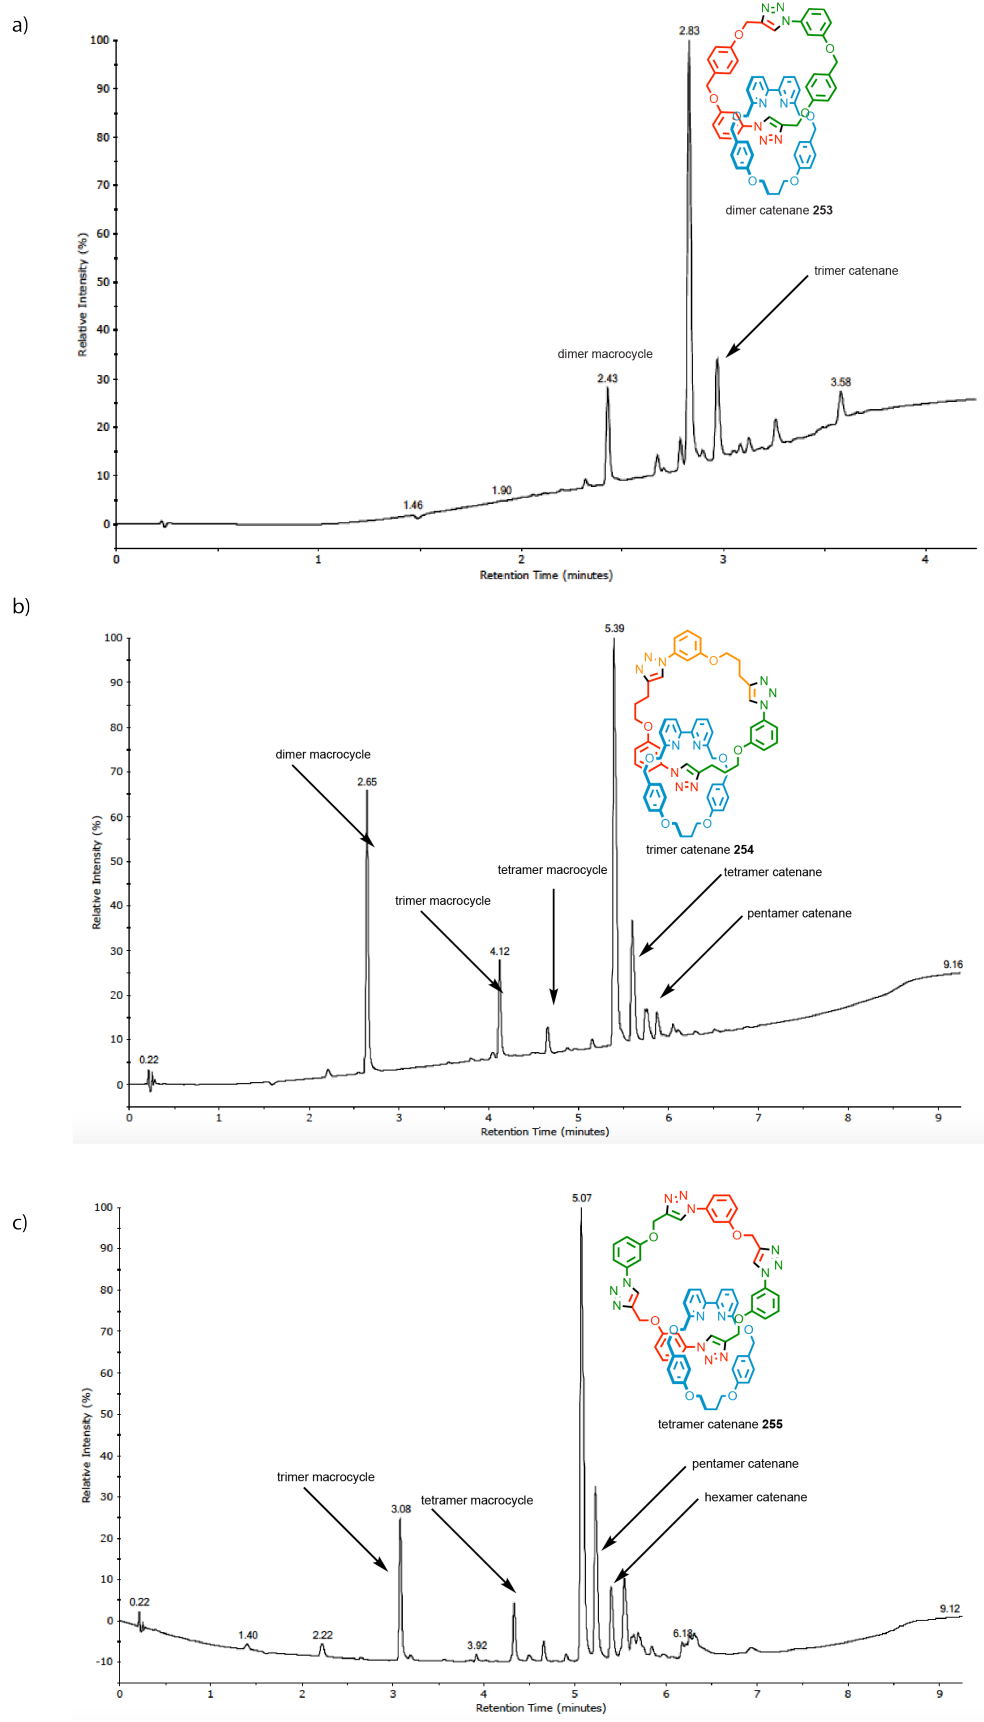 a)
100
90
80
70
60
50
40
30
20
10
0
Relative Intensity (%)
0
1
2
3
4
Retention Time (minutes)
1.46
1.90
dimer macrocycle
2.43
2.83
trimer catenane
3.58
N=N
N
O
O
O
O
O
O
N
N
O
O
N
N=N
O
O
dimer catenane 253
b)
100
90
80
70
60
50
40
30
20
10
0
Relative Intensity (%)
0
1
2
3
4
5
6
7
8
9
Retention Time (minutes)
0.22
dimer macrocycle
2.65
trimer macrocycle
4.12
tetramer macrocycle
5.39
tetramer catenane
pentamer catenane
9.16
N
N
N
O
N
N
N
O
O
N
N
O
O
N
N=N
O
O
trimer catenane 254
c)
100
90
80
70
60
50
40
30
20
10
0
-10
Relative Intensity (%)
0
1
2
3
4
5
6
7
8
9
Retention Time (minutes)
0.22
1.40
2.22
trimer macrocycle
3.08
3.92
tetramer macrocycle
5.07
pentamer catenane
hexamer catenane
6.18
9.12
N=N
N
O
O
N
N
N
N
N
N
O
O
N
N
O
O
N
N=N
O
O
tetramer catenane 255